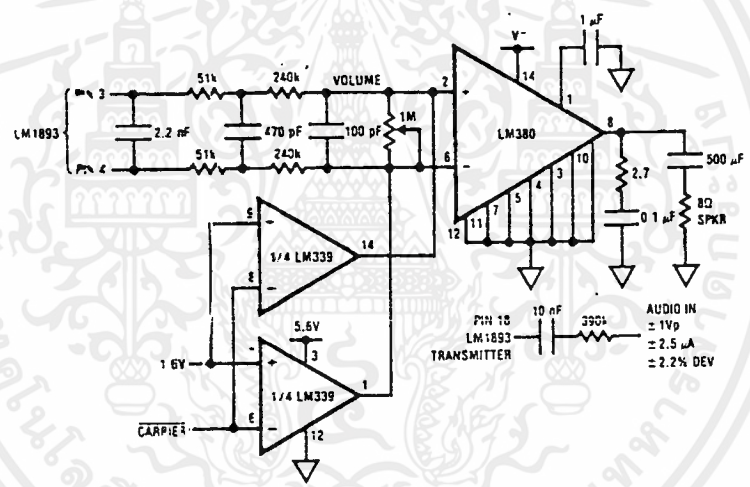 1 µF
V
51k
240k
VOLUME
PIN 3
2
14
1
+
1M
LM380
8
LM1893
2.2 nF
470 pF
100 pF
51k
240k
PIN 4
6
−
10
3
4
5
7
11
12
2.7
500 µF
0.1 µF
8Ω
SPKR
5
+
1/4 LM339
14
8
−
10 nF
390k
PIN 18
LM1893
TRANSMITTER
AUDIO IN
± 1Vp
± 2.5 µA
± 2.2% DEV
5.6V
3
1.6V
+
1/4 LM339
1
CARRIER
6
−
12